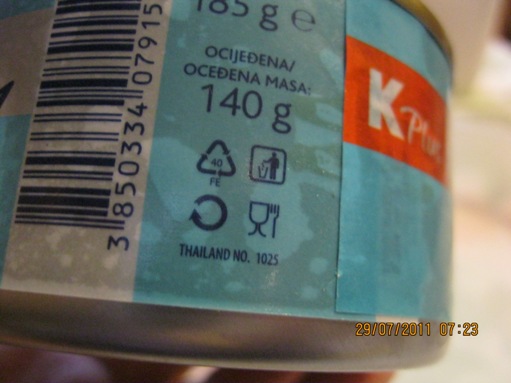 185 g e
OCIJEĐENA/
OCEĐENA MASA:
140 g
40
FE
THAILAND NO. 1025
3 850334 07915
K Plus
29/07/2011 07:23